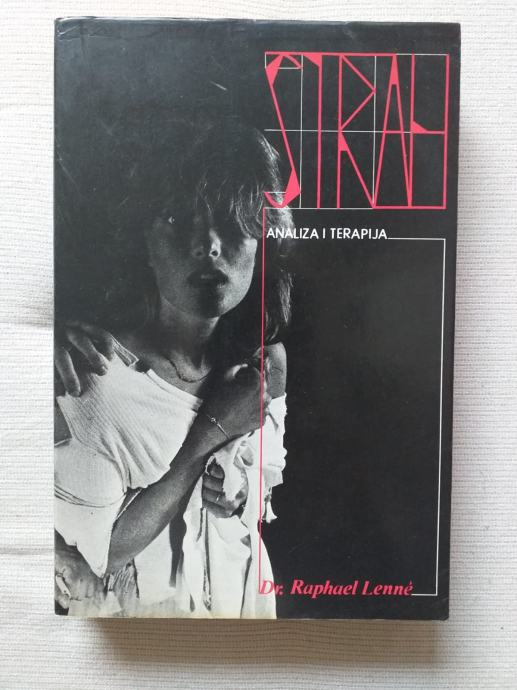 STRAH
ANALIZA I TERAPIJA
Dr. Raphael Lenné